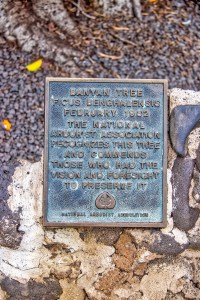 BANYAN TREE
FICUS BENGHALENSIS
FEBRUARY 1982
THE NATIONAL
ARBORIST ASSOCIATION
RECOGNIZES THIS TREE
AND COMMENDS
THOSE WHO HAD THE
VISION AND FORESIGHT
TO PRESERVE IT
NATIONAL ARBORIST ASSOCIATION